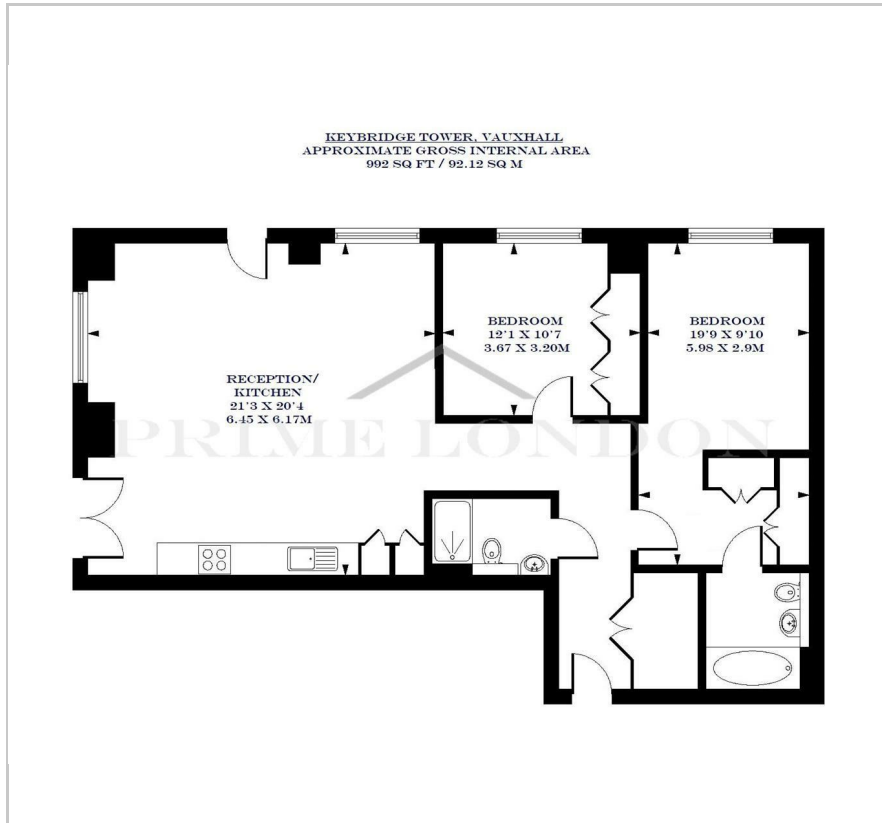 KEYBRIDGE TOWER, VAUXHALL
APPROXIMATE GROSS INTERNAL AREA
992 SQ FT / 92.12 SQ M
BEDROOM
12'1 X 10'7
3.67 X 3.20M
BEDROOM
19'9 X 9'10
5.98 X 2.9M
RECEPTION/
KITCHEN
21'3 X 20'4
6.45 X 6.17M
PRIME LONDON